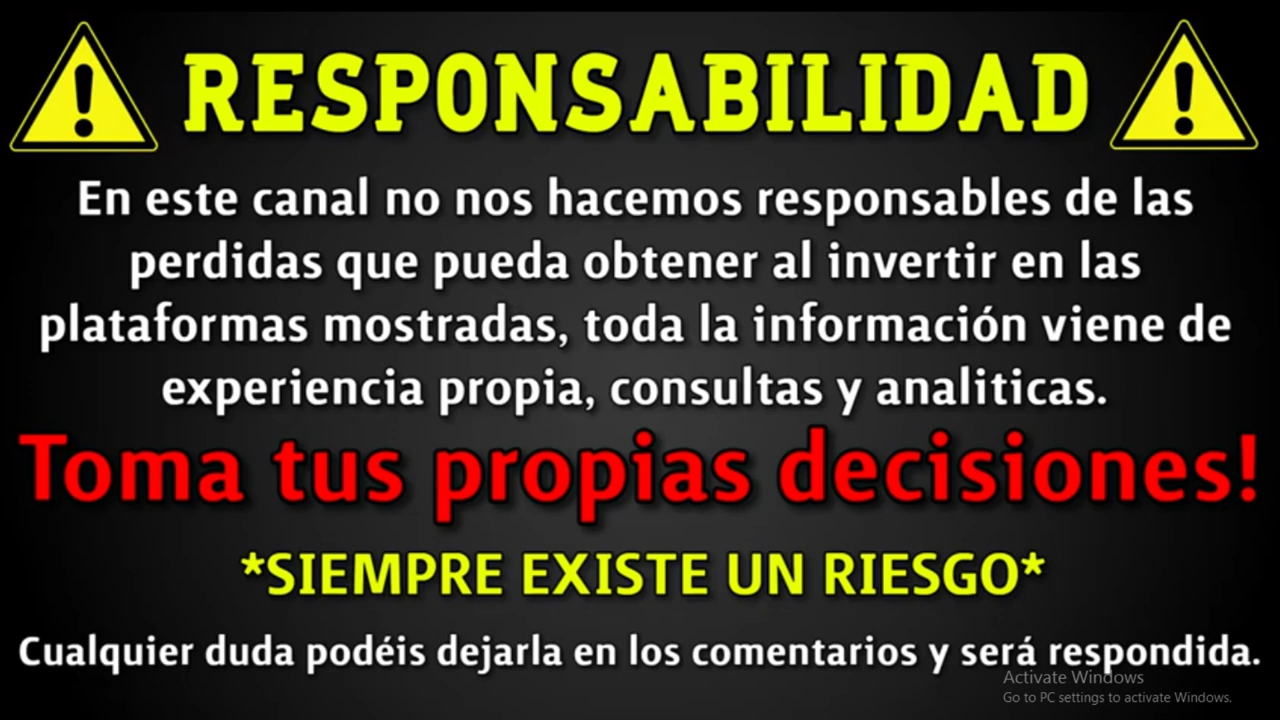 RESPONSABILIDAD
En este canal no nos hacemos responsables de las
perdidas que pueda obtener al invertir en las
plataformas mostradas, toda la información viene de
experiencia propia, consultas y analiticas.
Toma tus propias decisiones!
*SIEMPRE EXISTE UN RIESGO*
Cualquier duda podéis dejarla en los comentarios y será respondida.
Activate Windows
Go to PC settings to activate Windows.